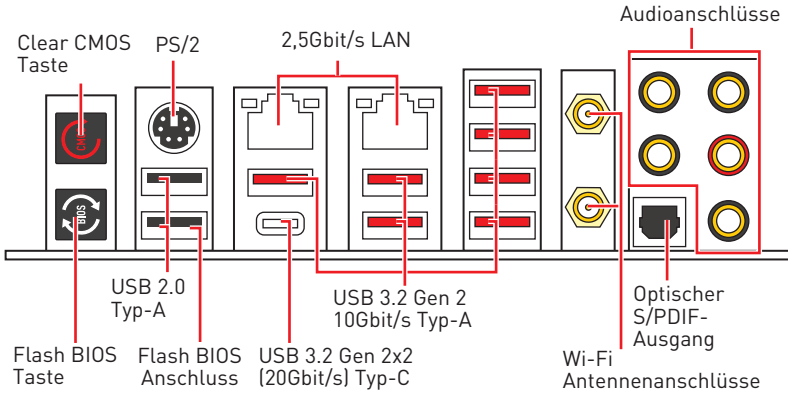 Audioanschlüsse
Clear CMOS
Taste
PS/2
2,5Gbit/s LAN
CMOS
BIOS
USB 2.0
Typ-A
USB 3.2 Gen 2
10Gbit/s Typ-A
Optischer
S/PDIF-
Ausgang
Flash BIOS
Taste
Flash BIOS
Anschluss
USB 3.2 Gen 2x2
(20Gbit/s) Typ-C
Wi-Fi
Antennenanschlüsse